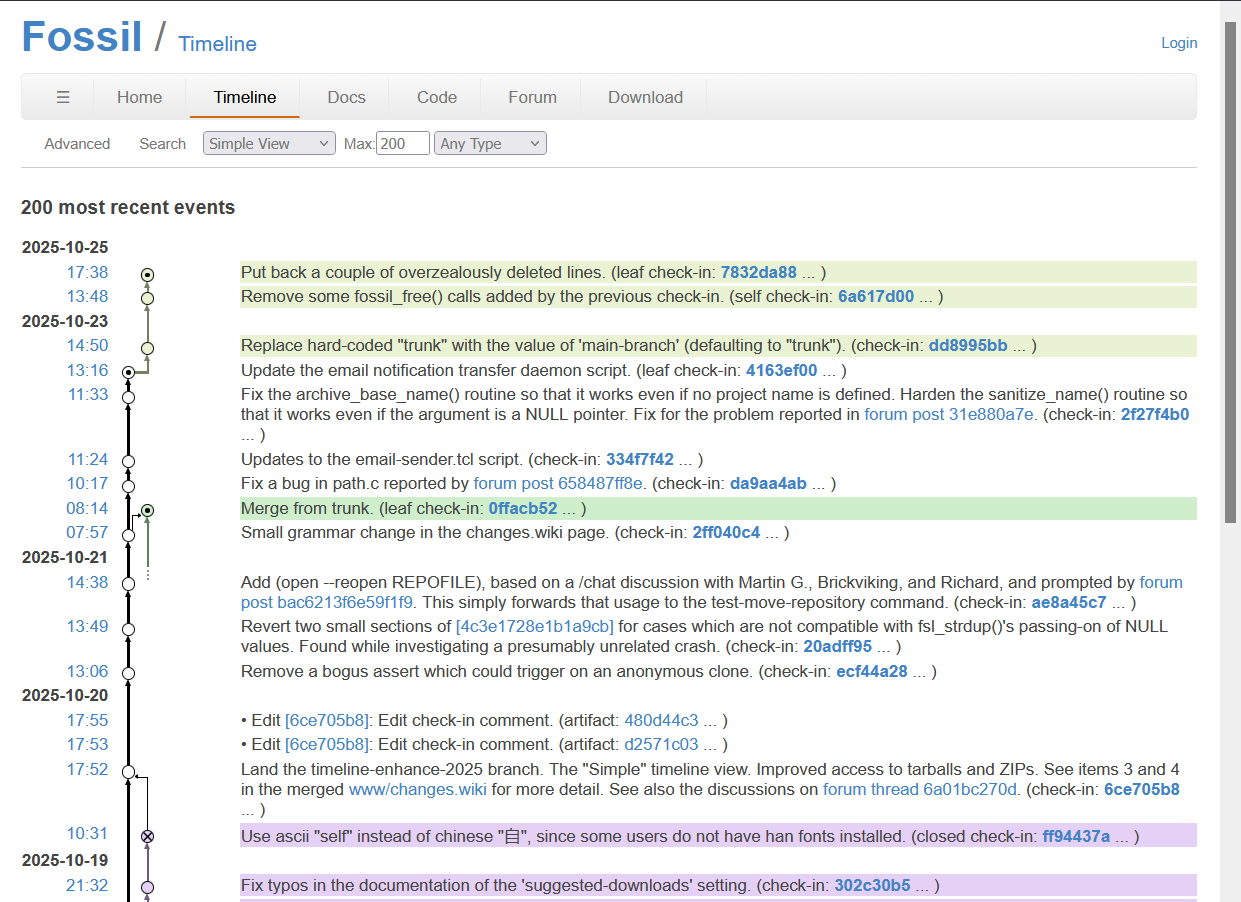 Fossil / Timeline
Login
☰ Home Timeline Docs Code Forum Download
Advanced Search Simple View Max: 200 Any Type
200 most recent events
2025-10-25
17:38 Put back a couple of overzealously deleted lines. (leaf check-in: 7832da88 ... )
13:48 Remove some fossil_free() calls added by the previous check-in. (self check-in: 6a617d00 ... )
2025-10-23
14:50 Replace hard-coded "trunk" with the value of 'main-branch' (defaulting to "trunk"). (check-in: dd8995bb ... )
13:16 Update the email notification transfer daemon script. (leaf check-in: 4163ef00 ... )
11:33 Fix the archive_base_name() routine so that it works even if no project name is defined. Harden the sanitize_name() routine so
that it works even if the argument is a NULL pointer. Fix for the problem reported in forum post 31e880a7e. (check-in: 2f27f4b0
... )
11:24 Updates to the email-sender.tcl script. (check-in: 334f7f42 ... )
10:17 Fix a bug in path.c reported by forum post 658487ff8e. (check-in: da9aa4ab ... )
08:14 Merge from trunk. (leaf check-in: 0ffacb52 ... )
07:57 Small grammar change in the changes.wiki page. (check-in: 2ff040c4 ... )
2025-10-21
14:38 Add (open --reopen REPOFILE), based on a /chat discussion with Martin G., Brickviking, and Richard, and prompted by forum
post bac6213f6e59f1f9. This simply forwards that usage to the test-move-repository command. (check-in: ae8a45c7 ... )
13:49 Revert two small sections of [4c3e1728e1b1a9cb] for cases which are not compatible with fsl_strdup()'s passing-on of NULL
values. Found while investigating a presumably unrelated crash. (check-in: 20adff95 ... )
13:06 Remove a bogus assert which could trigger on an anonymous clone. (check-in: ecf44a28 ... )
2025-10-20
17:55 • Edit [6ce705b8]: Edit check-in comment. (artifact: 480d44c3 ... )
17:53 • Edit [6ce705b8]: Edit check-in comment. (artifact: d2571c03 ... )
17:52 Land the timeline-enhance-2025 branch. The "Simple" timeline view. Improved access to tarballs and ZIPs. See items 3 and 4
in the merged www/changes.wiki for more detail. See also the discussions on forum thread 6a01bc270d. (check-in: 6ce705b8
... )
10:31 Use ascii "self" instead of chinese "自", since some users do not have han fonts installed. (closed check-in: ff94437a ... )
2025-10-19
21:32 Fix typos in the documentation of the 'suggested-downloads' setting. (check-in: 302c30b5 ... )